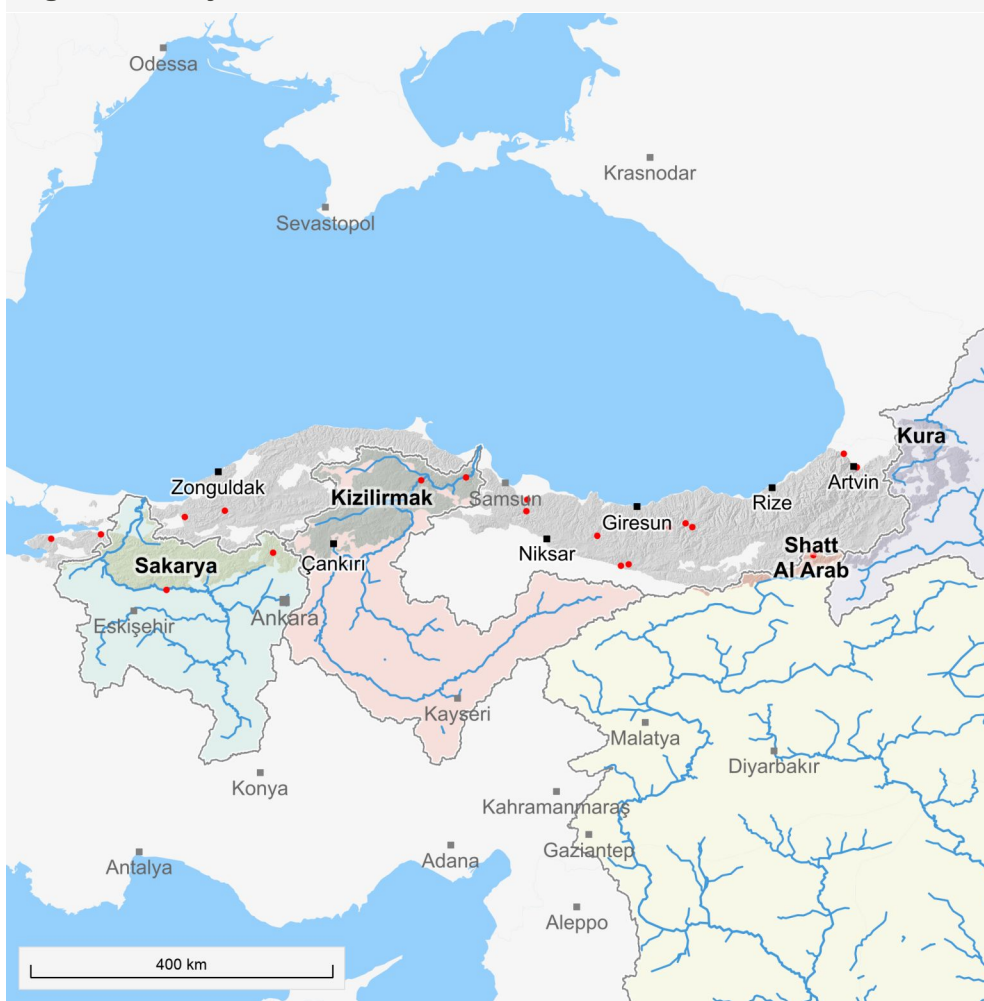 Odessa
Krasnodar
Sevastopol
Kura
Zonguldak
Kizilirmak
Samsun
Artvin
Giresun
Rize
Niksar
Çankiri
Shatt
Al Arab
Sakarya
Eskişehir
Ankara
Kayseri
Malatya
Diyarbakır
Konya
Kahramanmaraş
Gaziantep
Antalya
Adana
Aleppo
400 km